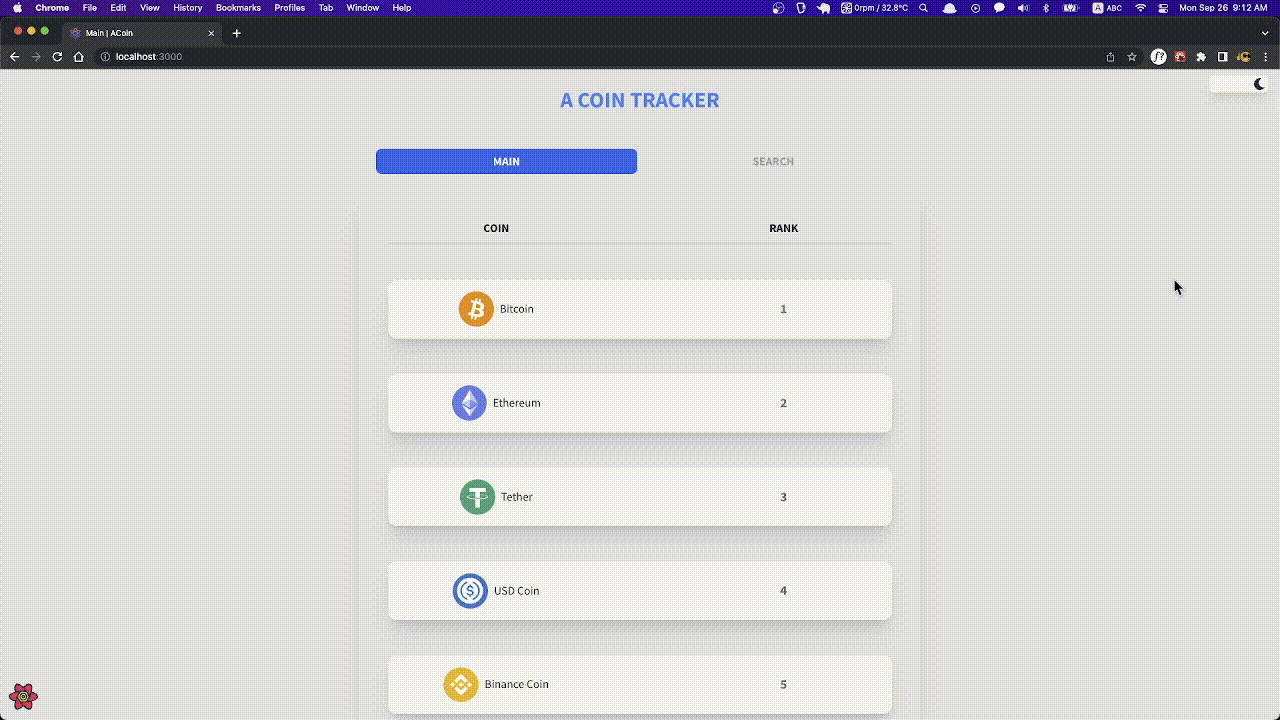 Chrome File Edit View History Bookmarks Profiles Tab Window Help 0rpm / 32.8°C A ABC Mon Sep 26 9:12 AM
Main | ACoin
localhost:3000 f?
A COIN TRACKER
MAIN SEARCH
COIN RANK
Bitcoin 1
Ethereum 2
Tether 3
USD Coin 4
Binance Coin 5